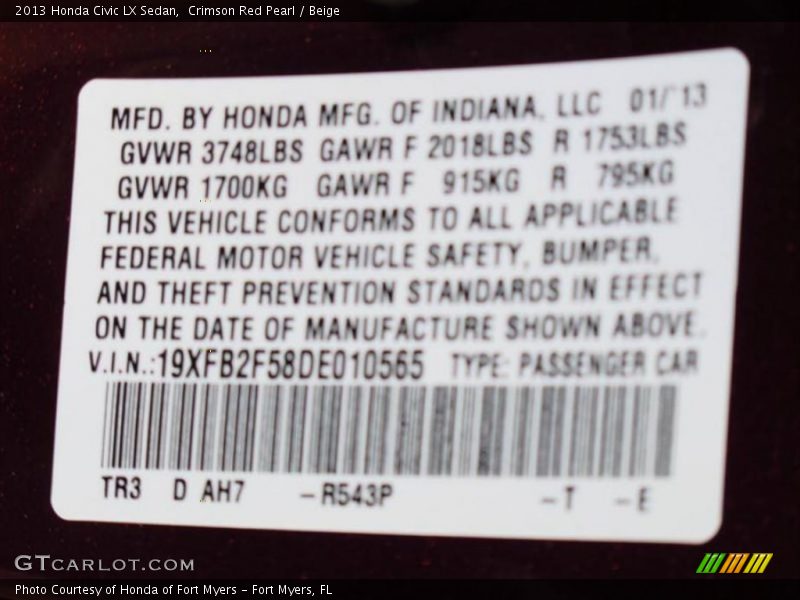 2013 Honda Civic LX Sedan,  Crimson Red Pearl / Beige
MFD. BY HONDA MFG. OF INDIANA, LLC 01/'13
GVWR 3748LBS GAWR F 2018LBS R 1753LBS
GVWR 1700KG GAWR F 915KG R 795KG
THIS VEHICLE CONFORMS TO ALL APPLICABLE
FEDERAL MOTOR VEHICLE SAFETY, BUMPER,
AND THEFT PREVENTION STANDARDS IN EFFECT
ON THE DATE OF MANUFACTURE SHOWN ABOVE.
V.I.N.:19XFB2F58DE010565 TYPE: PASSENGER CAR
TR3 D AH7 -R543P -T -E
GTCARLOT.COM
Photo Courtesy of Honda of Fort Myers - Fort Myers, FL